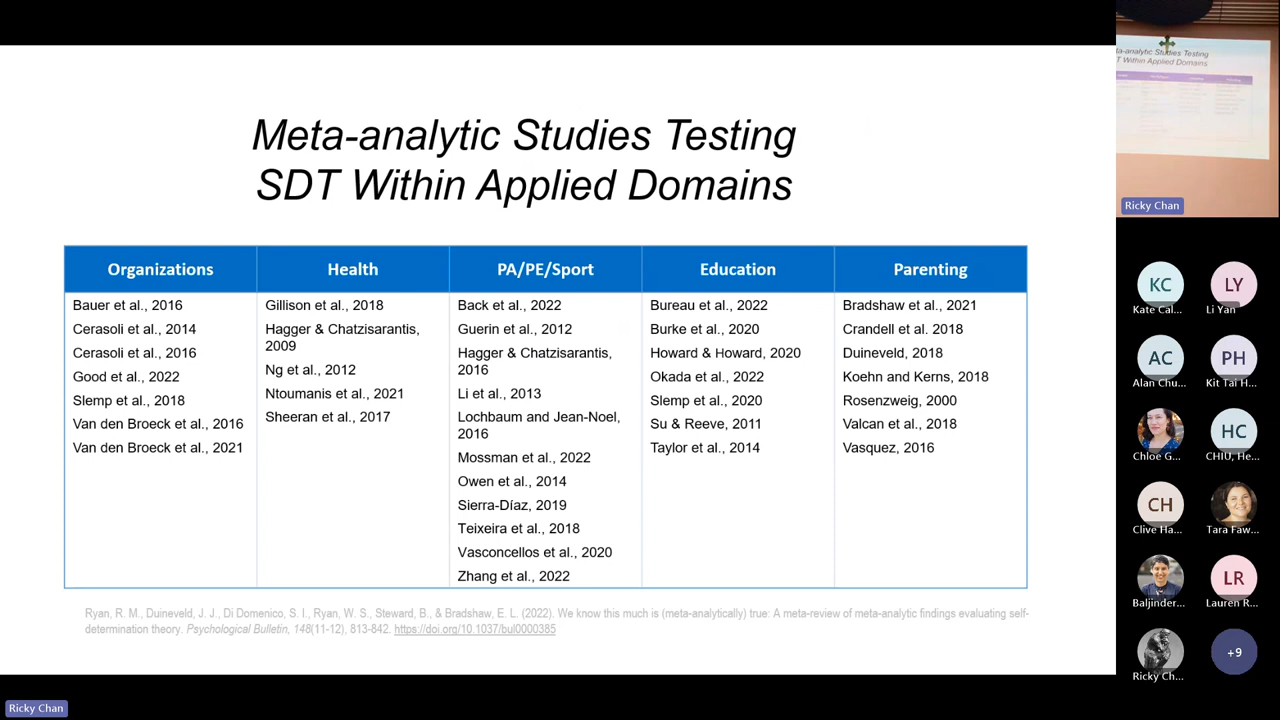 Meta-analytic Studies Testing
SDT Within Applied Domains
Organizations
Health
PA/PE/Sport
Education
Parenting
Bauer et al., 2016
Cerasoli et al., 2014
Cerasoli et al., 2016
Good et al., 2022
Slemp et al., 2018
Van den Broeck et al., 2016
Van den Broeck et al., 2021
Gillison et al., 2018
Hagger & Chatzisarantis,
2009
Ng et al., 2012
Ntoumanis et al., 2021
Sheeran et al., 2017
Back et al., 2022
Guerin et al., 2012
Hagger & Chatzisarantis,
2016
Li et al., 2013
Lochbaum and Jean-Noel,
2016
Mossman et al., 2022
Owen et al., 2014
Sierra-Díaz, 2019
Teixeira et al., 2018
Vasconcellos et al., 2020
Zhang et al., 2022
Bureau et al., 2022
Burke et al., 2020
Howard & Howard, 2020
Okada et al., 2022
Slemp et al., 2020
Su & Reeve, 2011
Taylor et al., 2014
Bradshaw et al., 2021
Crandell et al. 2018
Duineveld, 2018
Koehn and Kerns, 2018
Rosenzweig, 2000
Valcan et al., 2018
Vasquez, 2016
Ryan, R. M., Duineveld, J. J., Di Domenico, S. I., Ryan, W. S., Steward, B., & Bradshaw, E. L. (2022). We know this much is (meta-analytically) true: A meta-review of meta-analytic findings evaluating self-
determination theory. Psychological Bulletin, 148(11-12), 813-842. https://doi.org/10.1037/bul0000385
Ricky Chan
ta-analytic Studies Testing
T Within Applied Domains
Ricky Chan
KC
Kate Cal...
LY
Li Yan
AC
Alan Chu...
PH
Kit Tai H...
Chloe G...
HC
CHIU, He...
CH
Clive Ha...
Tara Faw...
Baljinder...
LR
Lauren R...
Ricky Ch...
+9